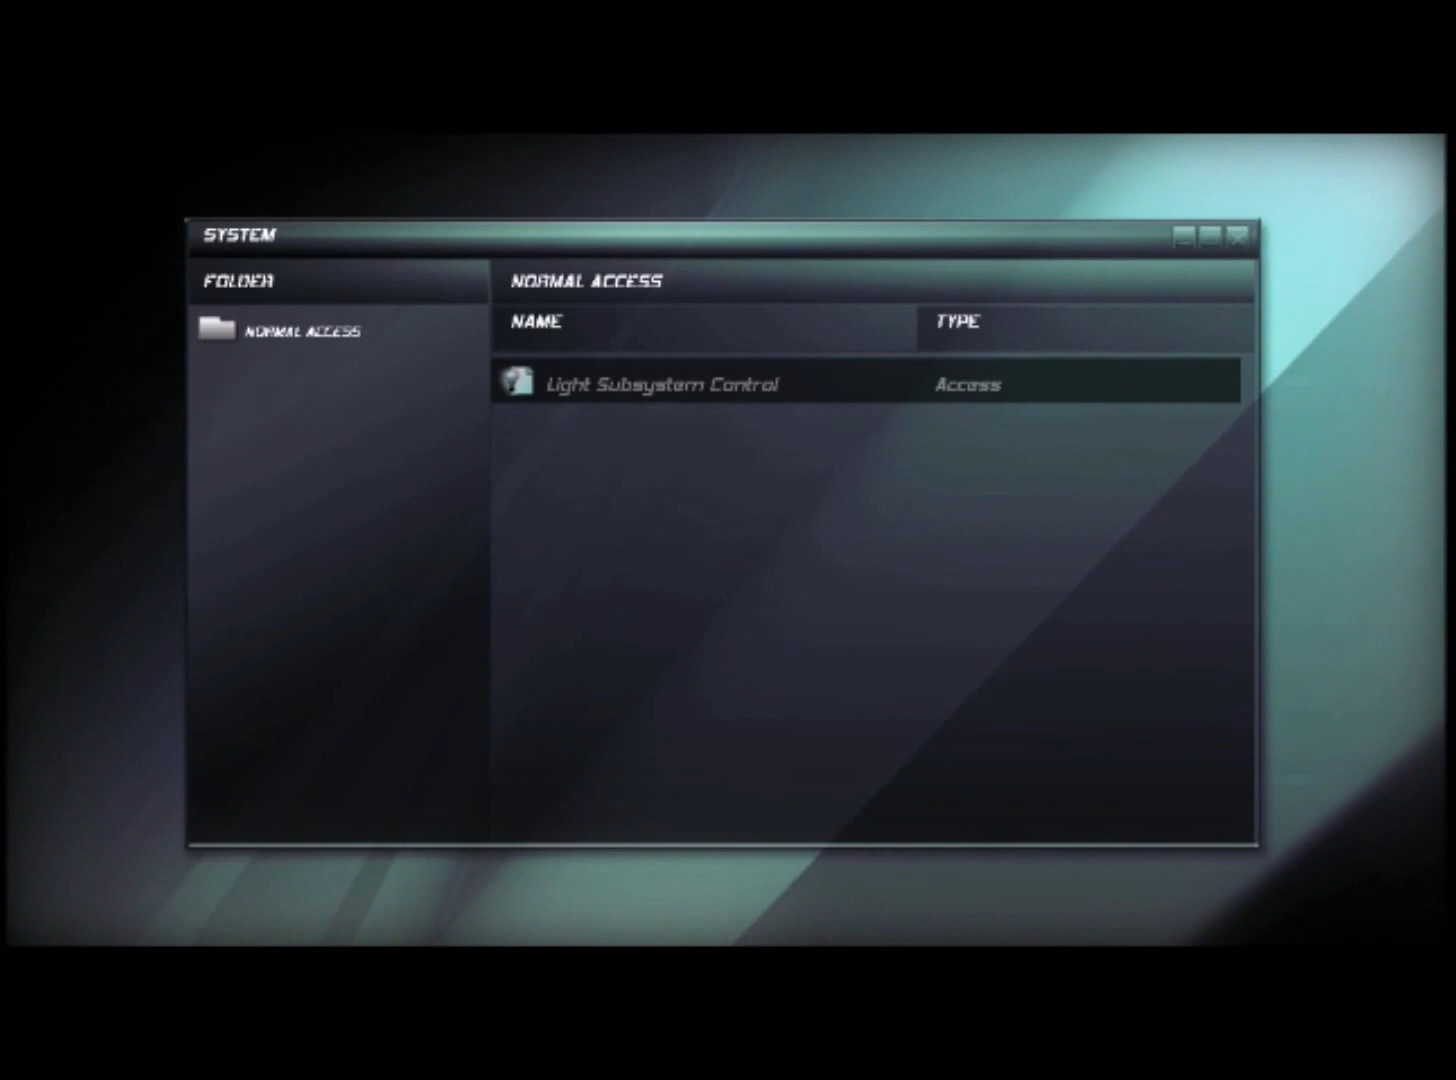 SYSTEM
FOLDER
NORMAL ACCESS
NORMAL ACCESS
NAME
TYPE
Light Subsystem Control
Access